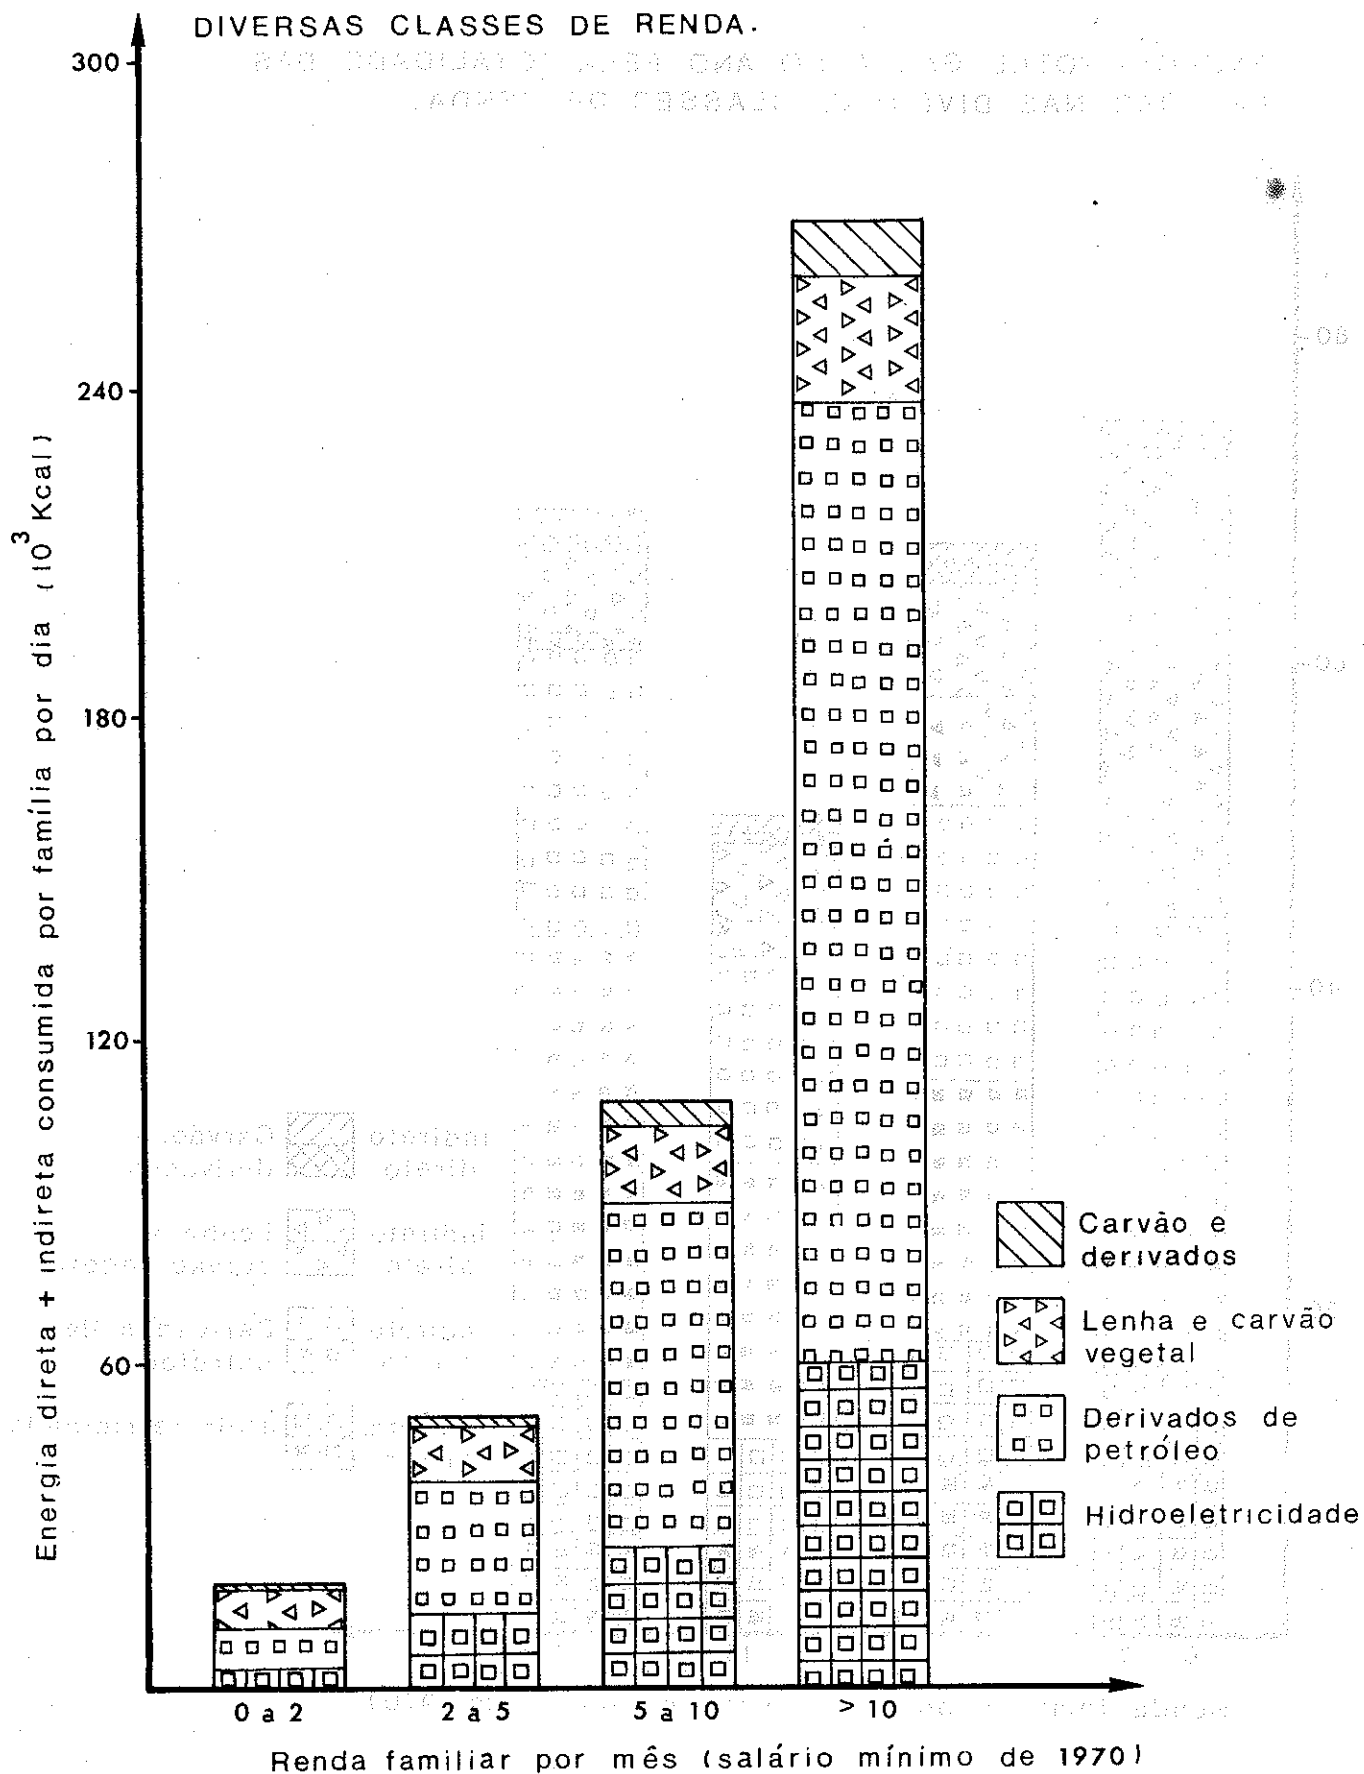 DIVERSAS CLASSES DE RENDA.
300
240
180
120
60
Energia direta + indireta consumida por família por dia (10³ Kcal)
Carvão e
derivados
Lenha e carvão
vegetal
Derivados de
petróleo
Hidroeletricidade
0 a 2
2 a 5
5 a 10
> 10
Renda familiar por mês (salário mínimo de 1970)